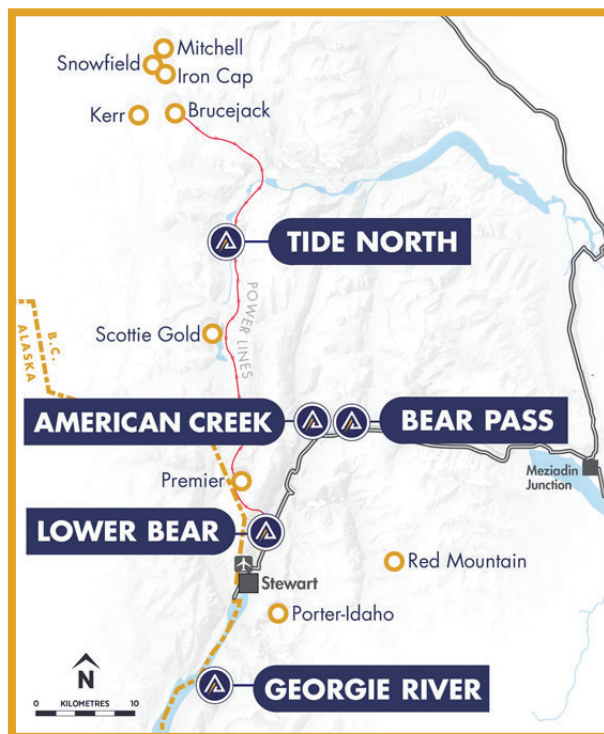 Mitchell
Snowfield
Iron Cap
Kerr
Brucejack
TIDE NORTH
POWER LINES
Scottie Gold
B.C.
ALASKA
AMERICAN CREEK
BEAR PASS
Premier
Meziadin
Junction
LOWER BEAR
Red Mountain
Stewart
Porter-Idaho
GEORGIE RIVER
N
0 KILOMETRES 10